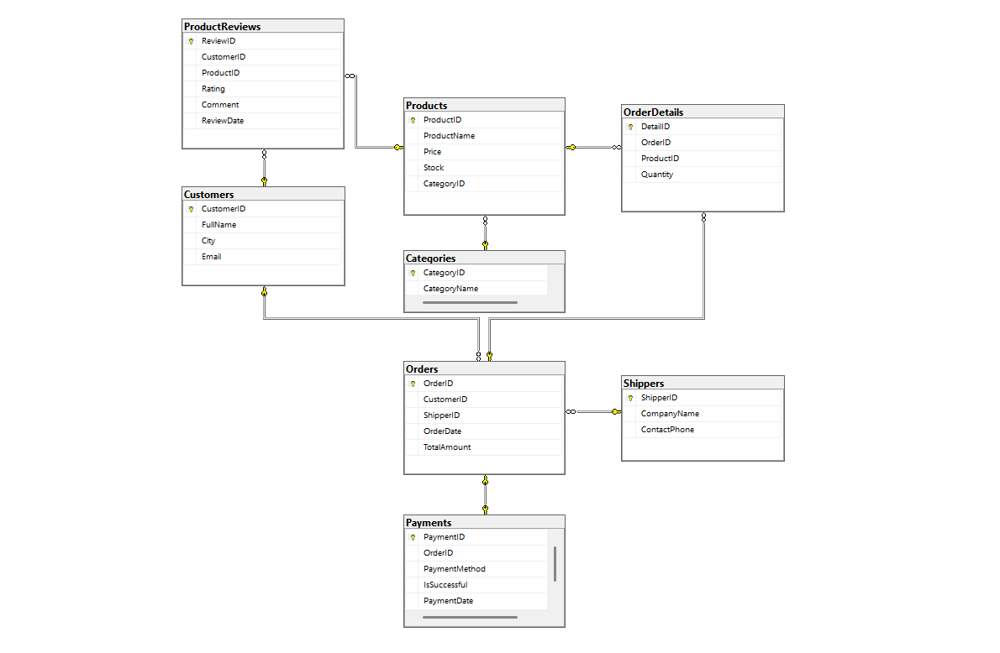 ProductReviews
ReviewID
CustomerID
ProductID
Rating
Comment
ReviewDate
Products
ProductID
ProductName
Price
Stock
CategoryID
OrderDetails
DetailID
OrderID
ProductID
Quantity
Customers
CustomerID
FullName
City
Email
Categories
CategoryID
CategoryName
Orders
OrderID
CustomerID
ShipperID
OrderDate
TotalAmount
Shippers
ShipperID
CompanyName
ContactPhone
Payments
PaymentID
OrderID
PaymentMethod
IsSuccessful
PaymentDate